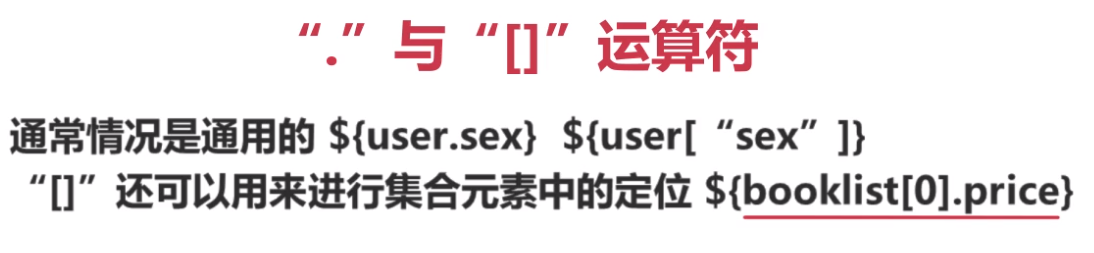 “.”与“[]”运算符
通常情况是通用的 ${user.sex} ${user[“sex”]}
“[]”还可以用来进行集合元素中的定位 ${booklist[0].price}